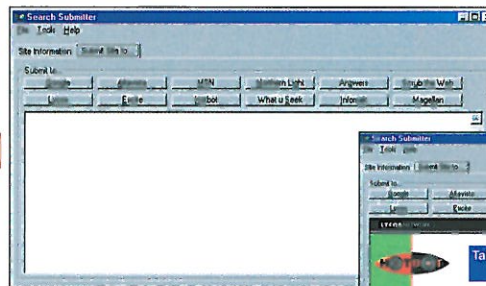 Search Submitter
File Tools Help
Site Information Submit Site to...
Submit to...
Google Altavista MSN Northern Light Anzwers Scrub the Web
Lycos Excite Hotbot What u Seek Infoseek Magellan
Search Submitter
File Tools Help
Site Information Submit Site to...
Submit to...
Google Altavista
Lycos Excite
LYCOS
HOTBOT
Ta